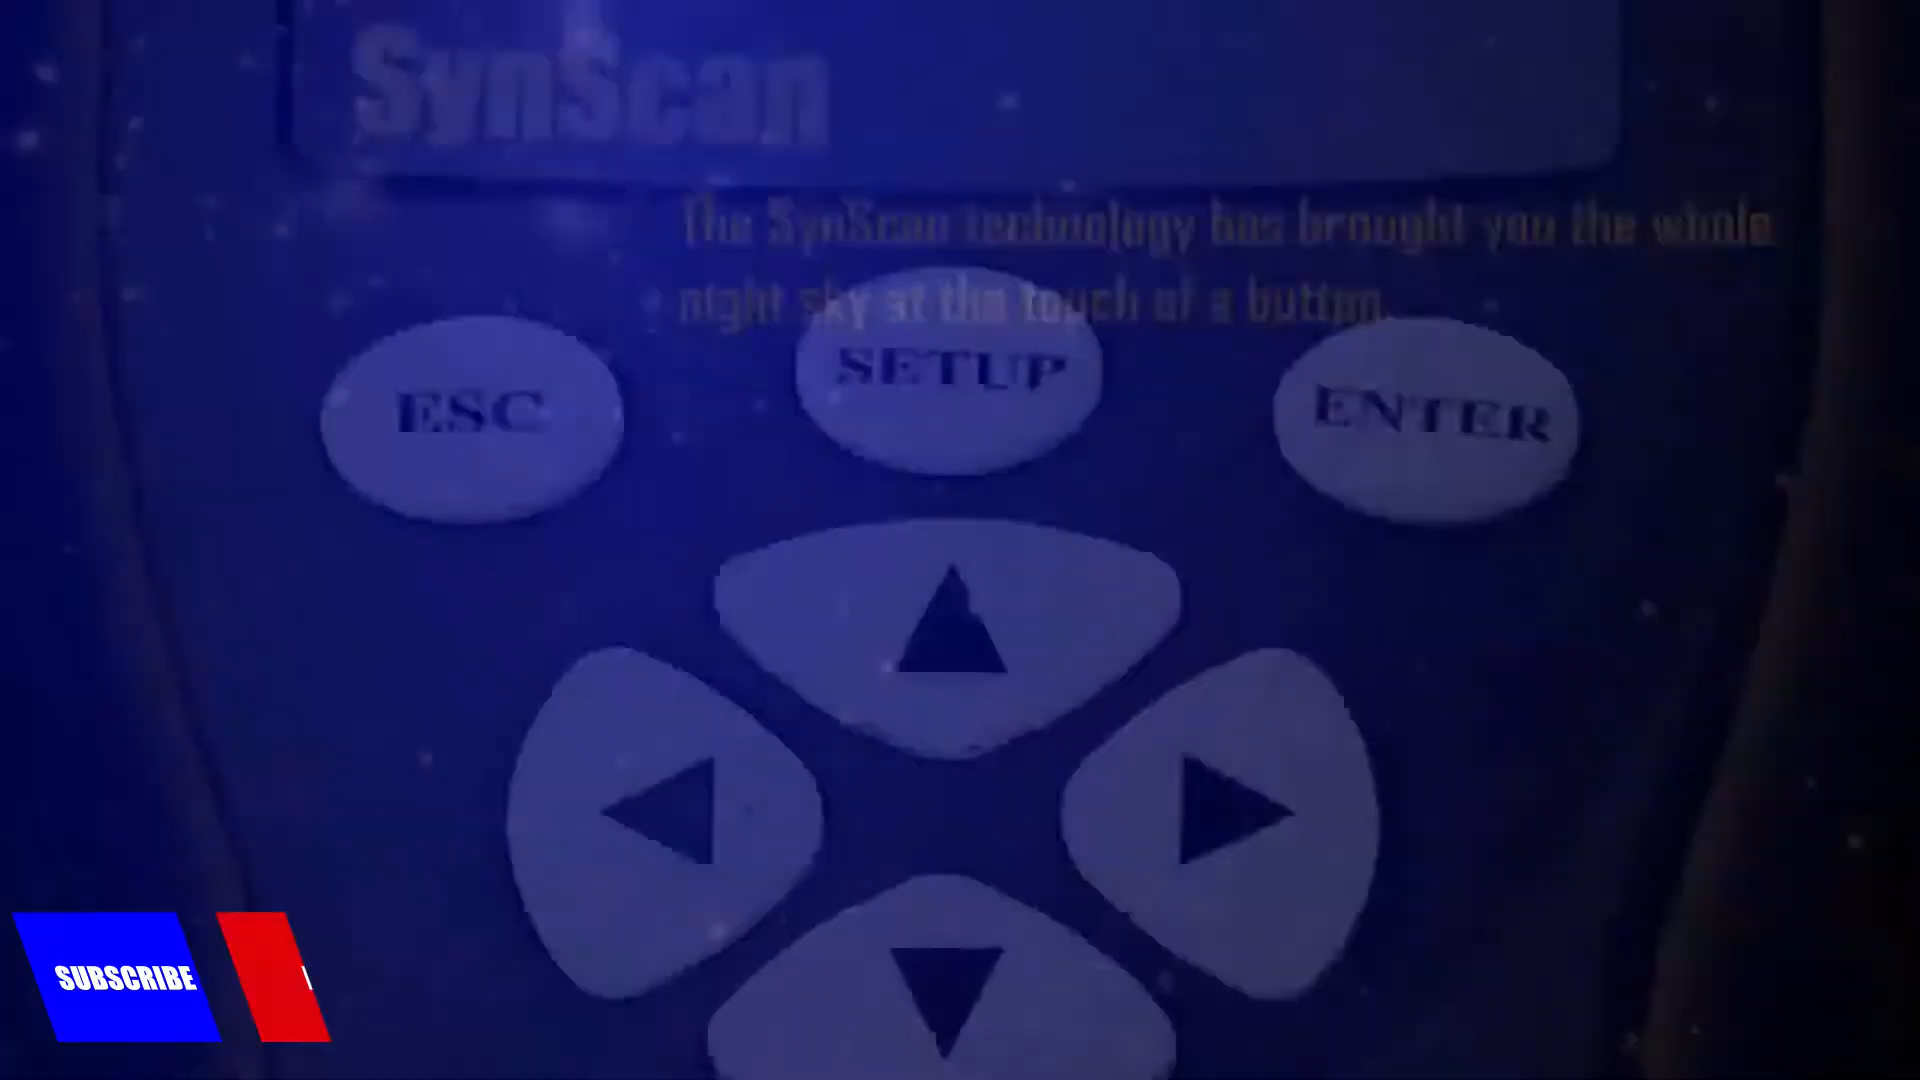 SynScan
The SynScan technology has brought you the whole
night sky at the touch of a button.
SETUP
ESC
ENTER
SUBSCRIBE